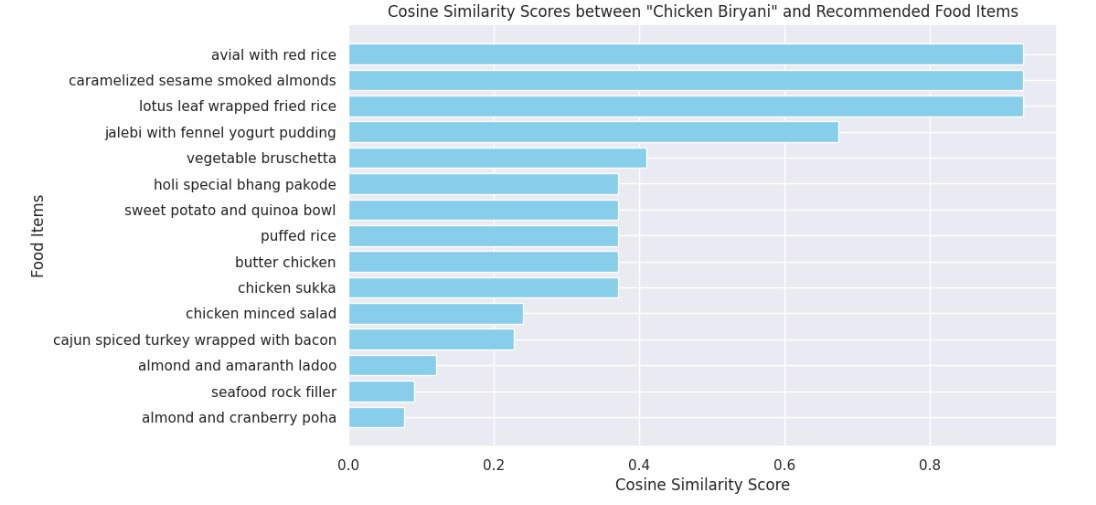 Cosine Similarity Scores between "Chicken Biryani" and Recommended Food Items
Food Items
avial with red rice
caramelized sesame smoked almonds
lotus leaf wrapped fried rice
jalebi with fennel yogurt pudding
vegetable bruschetta
holi special bhang pakode
sweet potato and quinoa bowl
puffed rice
butter chicken
chicken sukka
chicken minced salad
cajun spiced turkey wrapped with bacon
almond and amaranth ladoo
seafood rock filler
almond and cranberry poha
0.0 0.2 0.4 0.6 0.8
Cosine Similarity Score